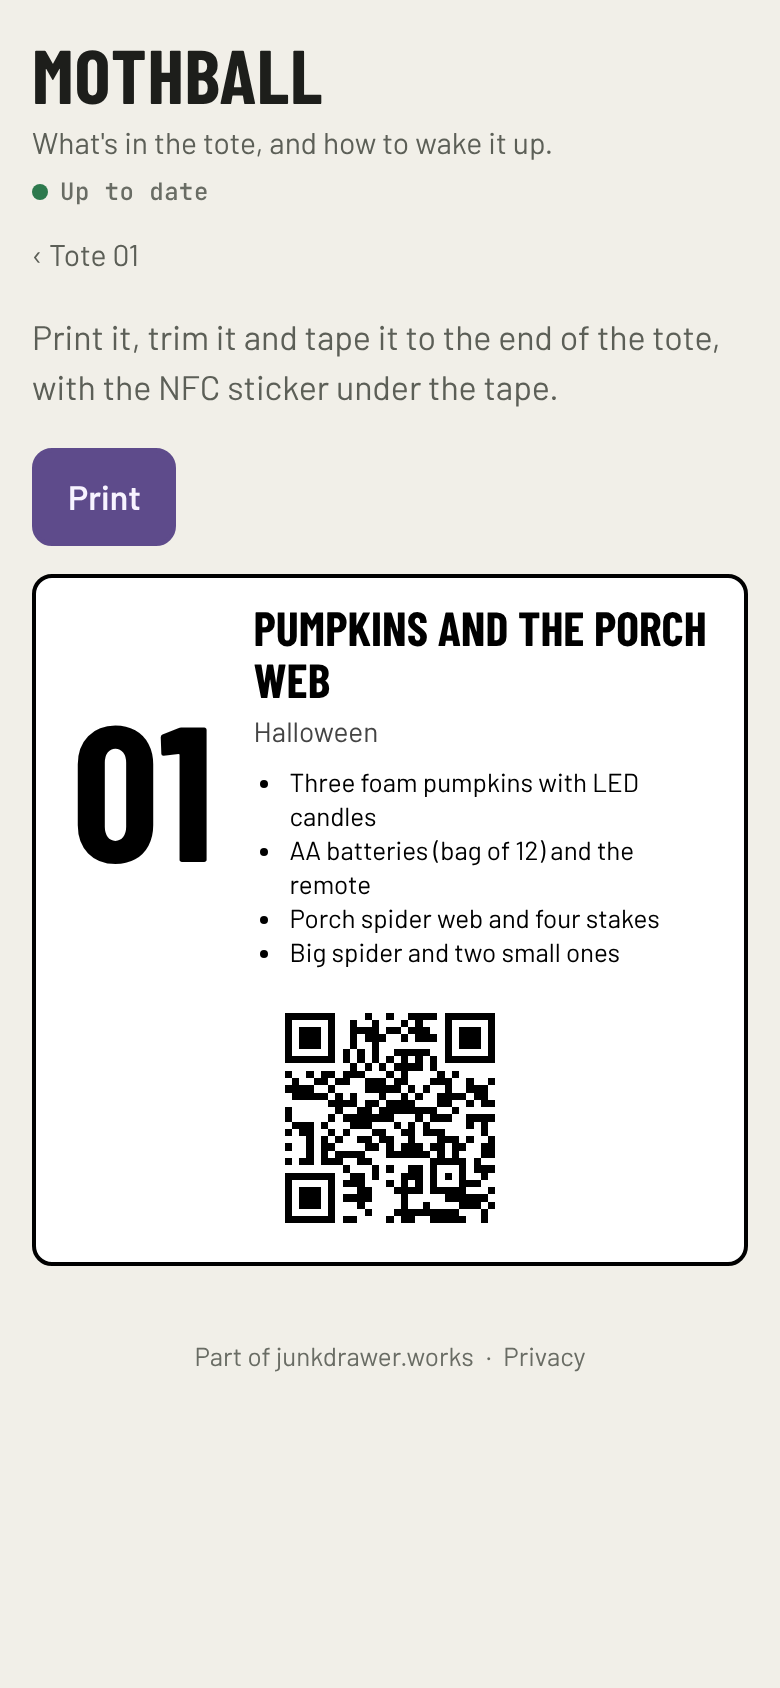 MOTHBALL
What's in the tote, and how to wake it up.
Up to date
‹ Tote 01
Print it, trim it and tape it to the end of the tote,
with the NFC sticker under the tape.
Print
01
PUMPKINS AND THE PORCH
WEB
Halloween
• Three foam pumpkins with LED
candles
• AA batteries (bag of 12) and the
remote
• Porch spider web and four stakes
• Big spider and two small ones
Part of junkdrawer.works · Privacy